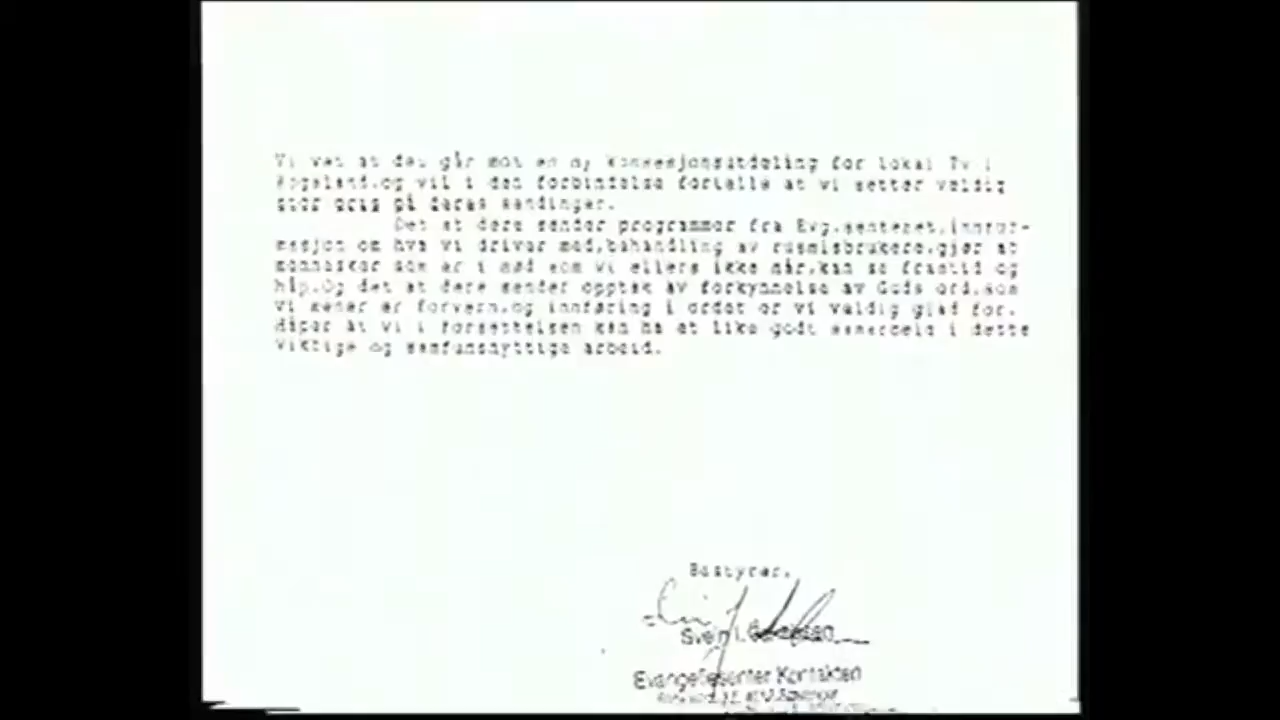 Vi vet at det går mot en ny konsesjonsutdeling for lokal Tv i
Rogaland,og vil i den forbindelse fortelle at vi setter veldig
stor pris på deres sendinger.
Det at dere sender programmer fra Evg.senteret,innfor-
masjon om hva vi driver med,behandling av rusmisbrukere,gjør at
mennesker som er i nød som vi ellers ikke når,kan se framtid og
håp.Og det at dere sender opptak av forkynnelse av Guds ord,som
vi mener er forvern,og innføring i ordet er vi veldig glad for.
Håper at vi i forsettelsen kan ha et like godt samarbeid i dette
viktige og samfunsnyttige arbeid.
Bestyrer.
Svein I.
Evangeliesenter Kontakten